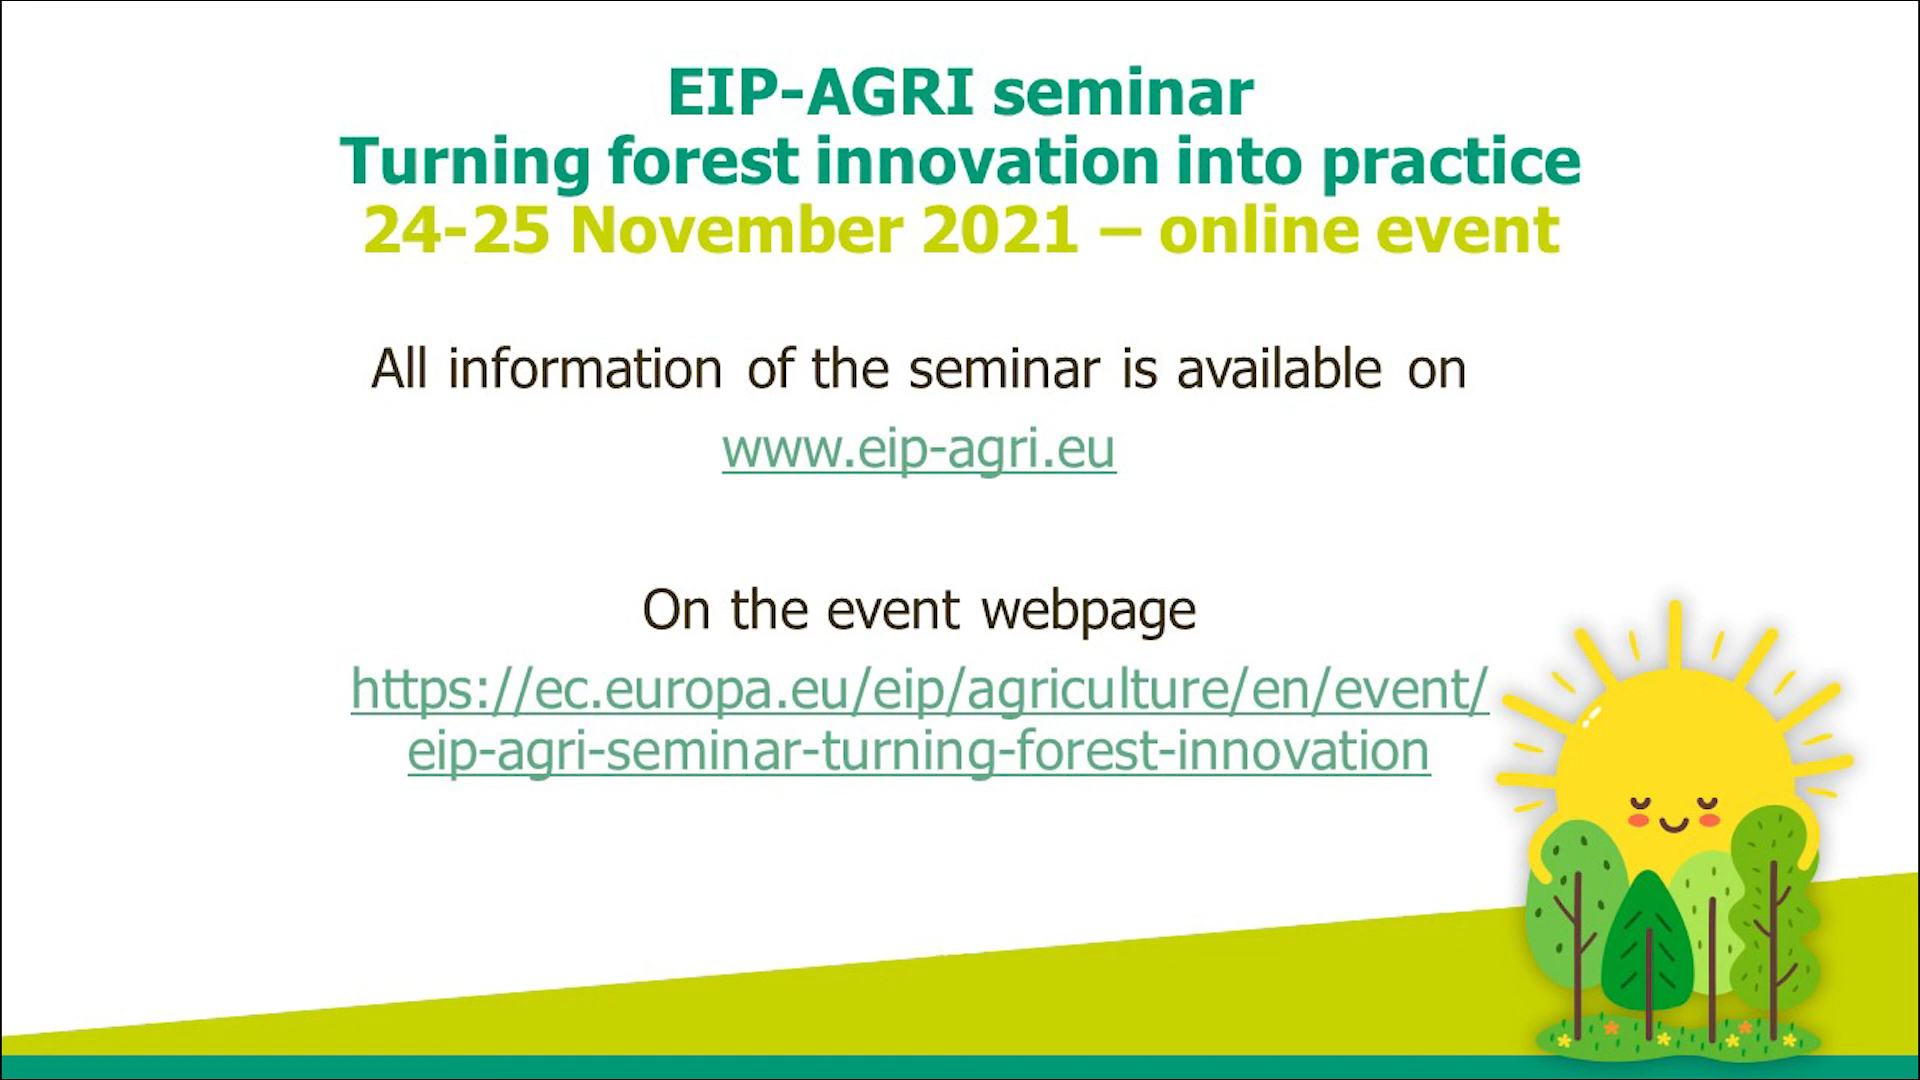 EIP-AGRI seminar
Turning forest innovation into practice
24-25 November 2021 – online event
All information of the seminar is available on
www.eip-agri.eu
On the event webpage
https://ec.europa.eu/eip/agriculture/en/event/
eip-agri-seminar-turning-forest-innovation